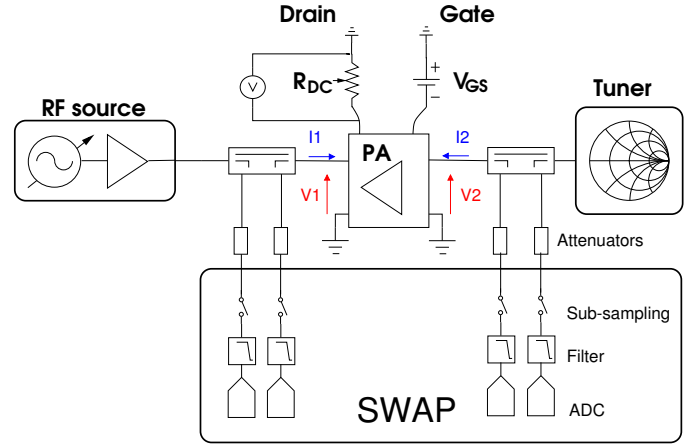 Drain
Gate
V
RDC
+
VGS
−
RF source
Tuner
I1
PA
I2
V1
V2
Attenuators
Sub-sampling
Filter
SWAP
ADC